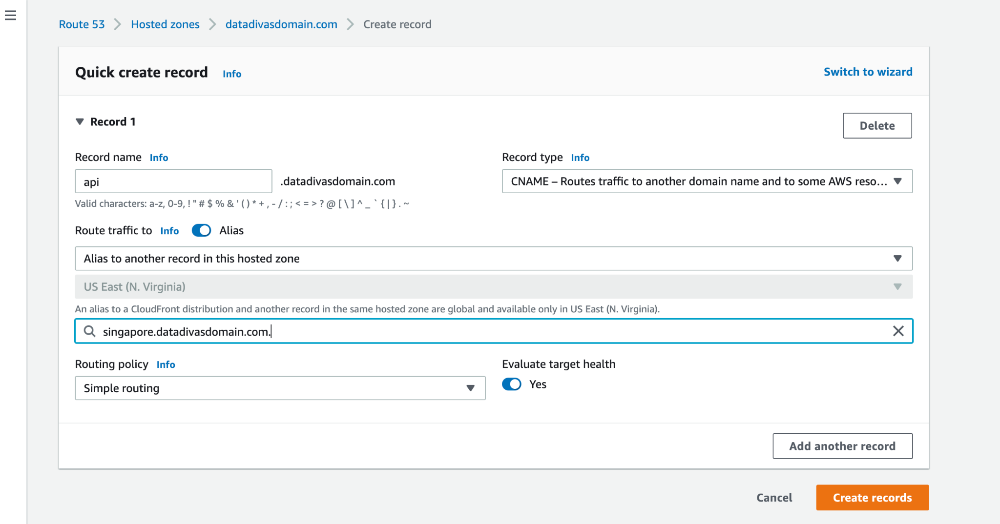 Route 53 Hosted zones datadivasdomain.com Create record
Quick create record Info Switch to wizard
Record 1 Delete
Record name Info
api .datadivasdomain.com
Valid characters: a-z, 0-9, ! " # $ % & ' ( ) * + , - / : ; < = > ? @ [ \ ] ^ _ ` { | } . ~
Record type Info
CNAME – Routes traffic to another domain name and to some AWS reso...
Route traffic to Info Alias
Alias to another record in this hosted zone
US East (N. Virginia)
An alias to a CloudFront distribution and another record in the same hosted zone are global and available only in US East (N. Virginia).
singapore.datadivasdomain.com.
Routing policy Info
Simple routing
Evaluate target health
Yes
Add another record
Cancel Create records